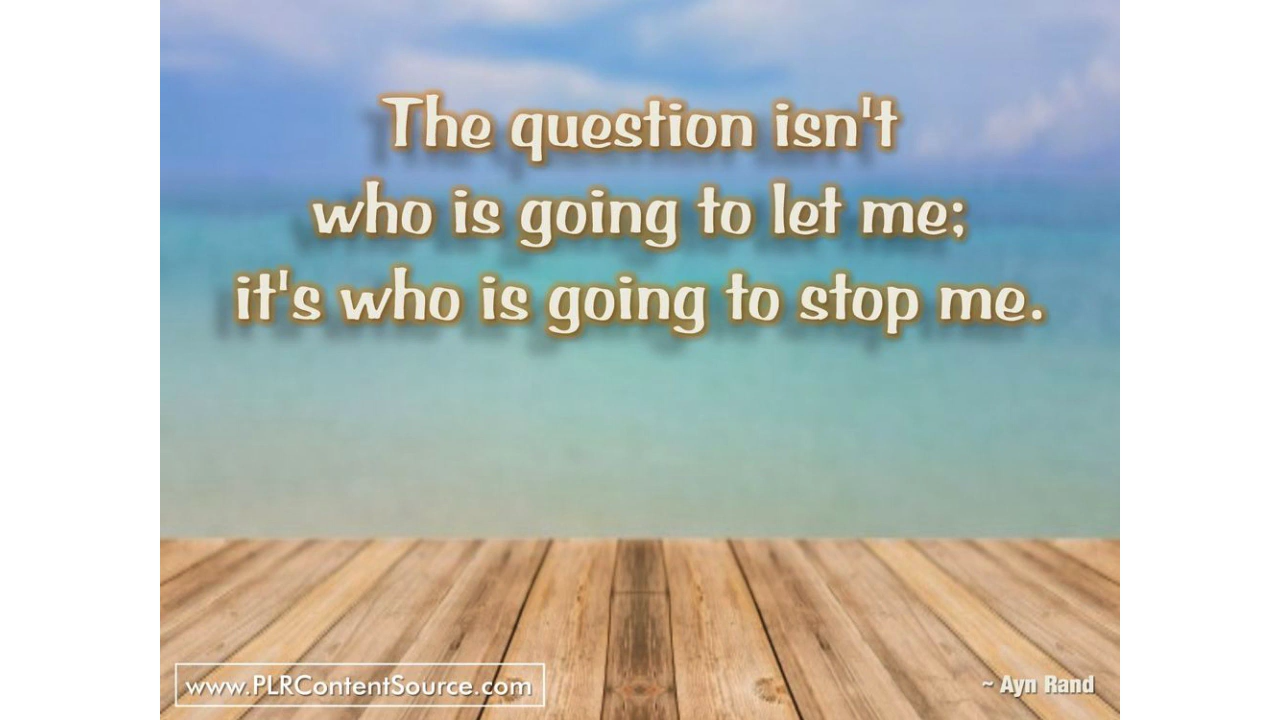 The question isn't
who is going to let me;
it's who is going to stop me.
www.PLRContentSource.com
~ Ayn Rand